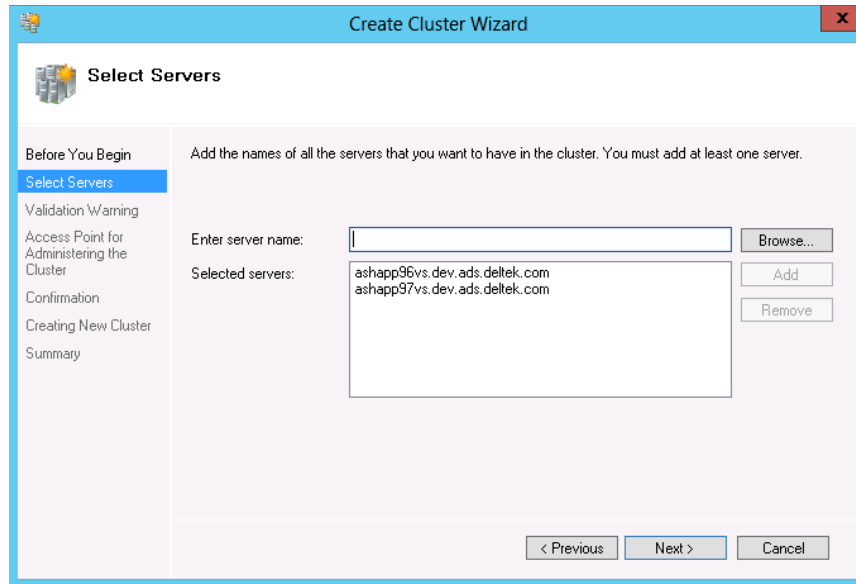 Create Cluster Wizard
x
Select Servers
Before You Begin
Select Servers
Validation Warning
Access Point for
Administering the
Cluster
Confirmation
Creating New Cluster
Summary
Add the names of all the servers that you want to have in the cluster. You must add at least one server.
Enter server name:
Browse...
Selected servers:
ashapp96vs.dev.ads.deltek.com
ashapp97vs.dev.ads.deltek.com
Add
Remove
< Previous
Next >
Cancel